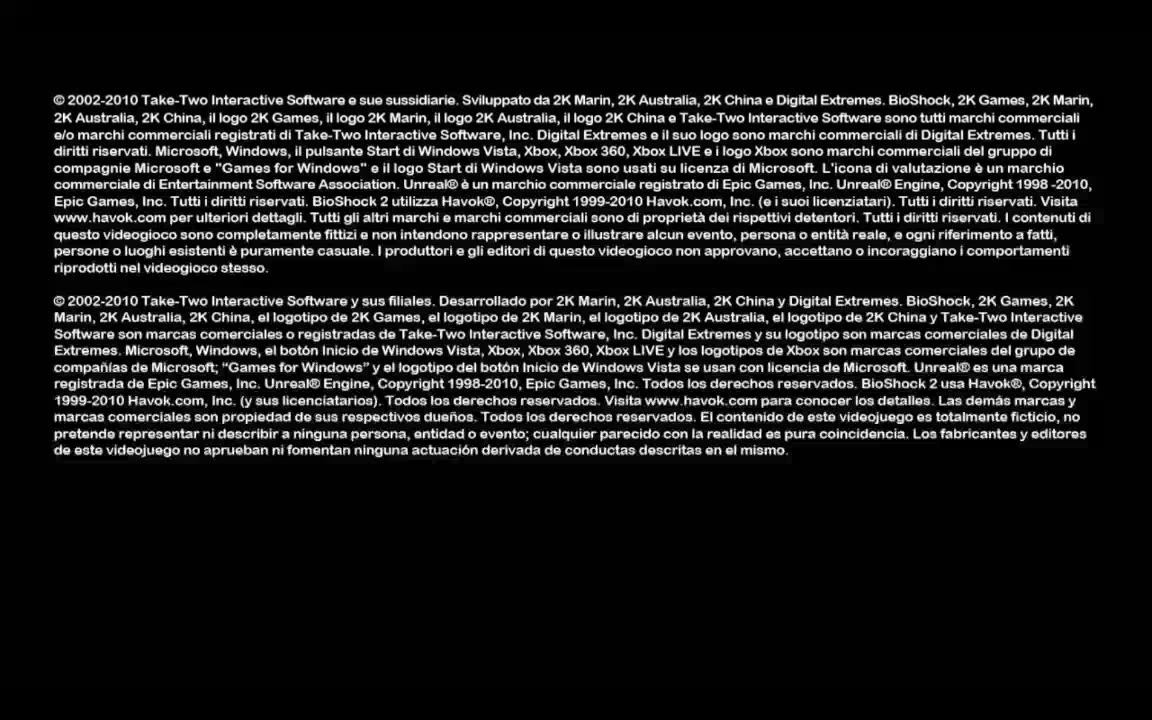 © 2002-2010 Take-Two Interactive Software e sue sussidiarie. Sviluppato da 2K Marin, 2K Australia, 2K China e Digital Extremes. BioShock, 2K Games, 2K Marin,
2K Australia, 2K China, il logo 2K Games, il logo 2K Marin, il logo 2K Australia, il logo 2K China e Take-Two Interactive Software sono tutti marchi commerciali
e/o marchi commerciali registrati di Take-Two Interactive Software, Inc. Digital Extremes e il suo logo sono marchi commerciali di Digital Extremes. Tutti i
diritti riservati. Microsoft, Windows, il pulsante Start di Windows Vista, Xbox, Xbox 360, Xbox LIVE e i logo Xbox sono marchi commerciali del gruppo di
compagnie Microsoft e "Games for Windows" e il logo Start di Windows Vista sono usati su licenza di Microsoft. L'icona di valutazione è un marchio
commerciale di Entertainment Software Association. Unreal® è un marchio commerciale registrato di Epic Games, Inc. Unreal® Engine, Copyright 1998 -2010,
Epic Games, Inc. Tutti i diritti riservati. BioShock 2 utilizza Havok®, Copyright 1999-2010 Havok.com, Inc. (e i suoi licenziatari). Tutti i diritti riservati. Visita
www.havok.com per ulteriori dettagli. Tutti gli altri marchi e marchi commerciali sono di proprietà dei rispettivi detentori. Tutti i diritti riservati. I contenuti di
questo videogioco sono completamente fittizi e non intendono rappresentare o illustrare alcun evento, persona o entità reale, e ogni riferimento a fatti,
persone o luoghi esistenti è puramente casuale. I produttori e gli editori di questo videogioco non approvano, accettano o incoraggiano i comportamenti
riprodotti nel videogioco stesso.
© 2002-2010 Take-Two Interactive Software y sus filiales. Desarrollado por 2K Marin, 2K Australia, 2K China y Digital Extremes. BioShock, 2K Games, 2K
Marin, 2K Australia, 2K China, el logotipo de 2K Games, el logotipo de 2K Marin, el logotipo de 2K Australia, el logotipo de 2K China y Take-Two Interactive
Software son marcas comerciales o registradas de Take-Two Interactive Software, Inc. Digital Extremes y su logotipo son marcas comerciales de Digital
Extremes. Microsoft, Windows, el botón Inicio de Windows Vista, Xbox, Xbox 360, Xbox LIVE y los logotipos de Xbox son marcas comerciales del grupo de
compañías de Microsoft; “Games for Windows” y el logotipo del botón Inicio de Windows Vista se usan con licencia de Microsoft. Unreal® es una marca
registrada de Epic Games, Inc. Unreal® Engine, Copyright 1998-2010, Epic Games, Inc. Todos los derechos reservados. BioShock 2 usa Havok®, Copyright
1999-2010 Havok.com, Inc. (y sus licenciatarios). Todos los derechos reservados. Visita www.havok.com para conocer los detalles. Las demás marcas y
marcas comerciales son propiedad de sus respectivos dueños. Todos los derechos reservados. El contenido de este videojuego es totalmente ficticio, no
pretende representar ni describir a ninguna persona, entidad o evento; cualquier parecido con la realidad es pura coincidencia. Los fabricantes y editores
de este videojuego no aprueban ni fomentan ninguna actuación derivada de conductas descritas en el mismo.